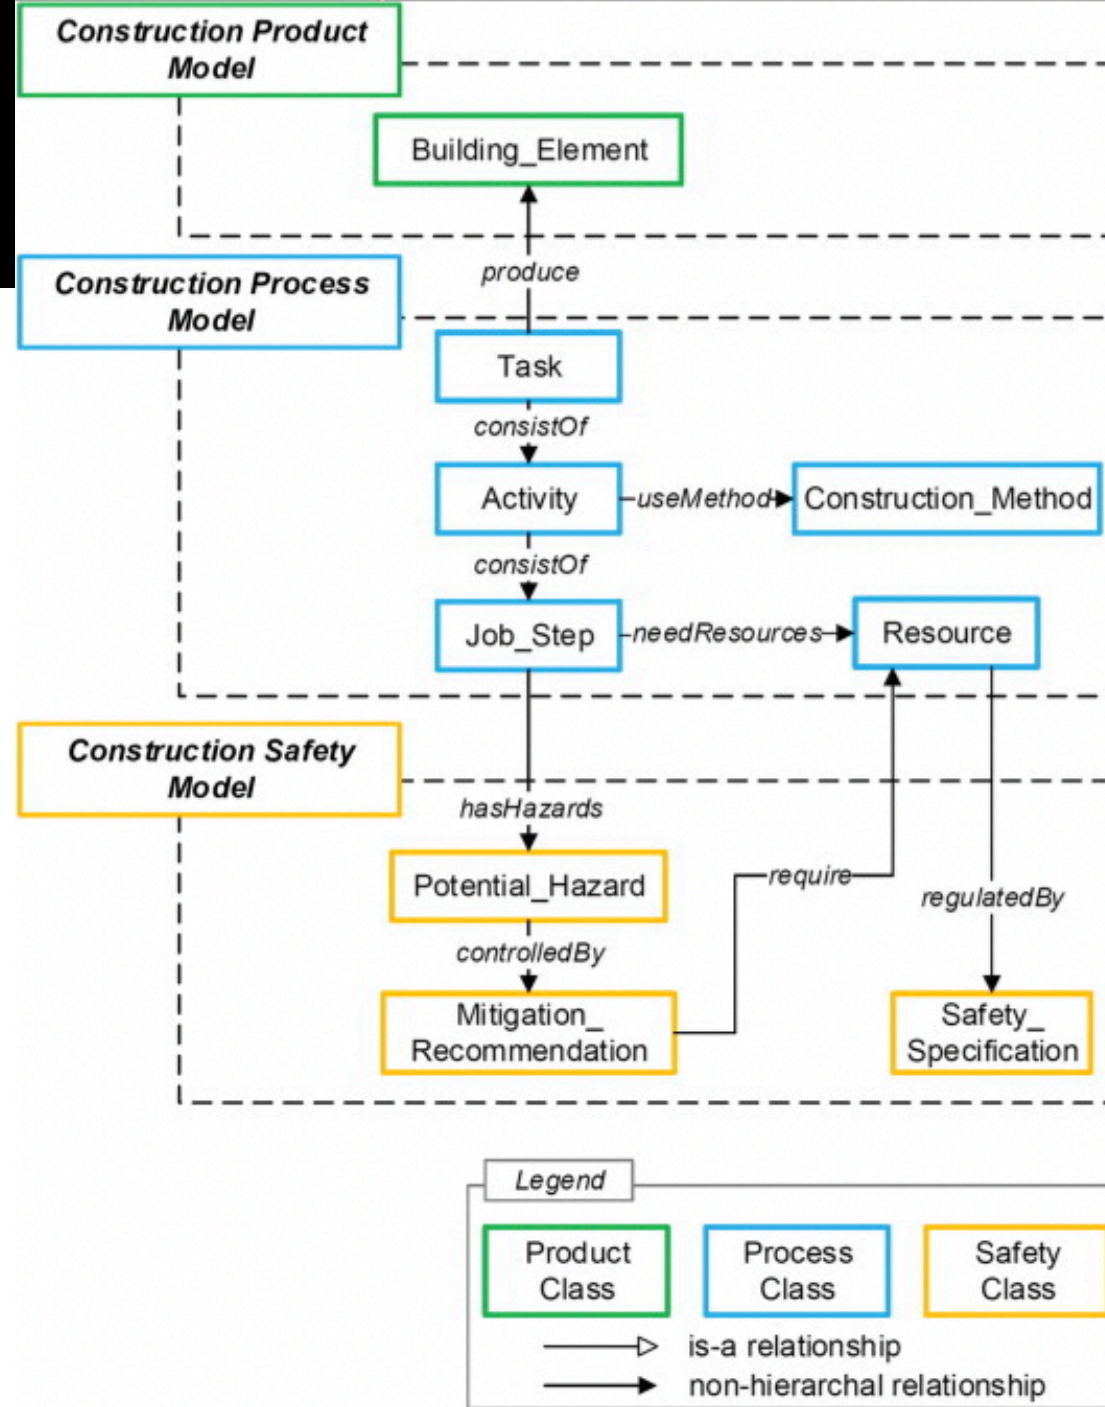 Construction Product
Model
Building_Element
produce
Construction Process
Model
Task
consistOf
Activity
useMethod
Construction_Method
consistOf
Job_Step
needResources
Resource
Construction Safety
Model
hasHazards
Potential_Hazard
require
regulatedBy
controlledBy
Mitigation_
Recommendation
Safety_
Specification
Legend
Product
Class
Process
Class
Safety
Class
is-a relationship
non-hierarchal relationship